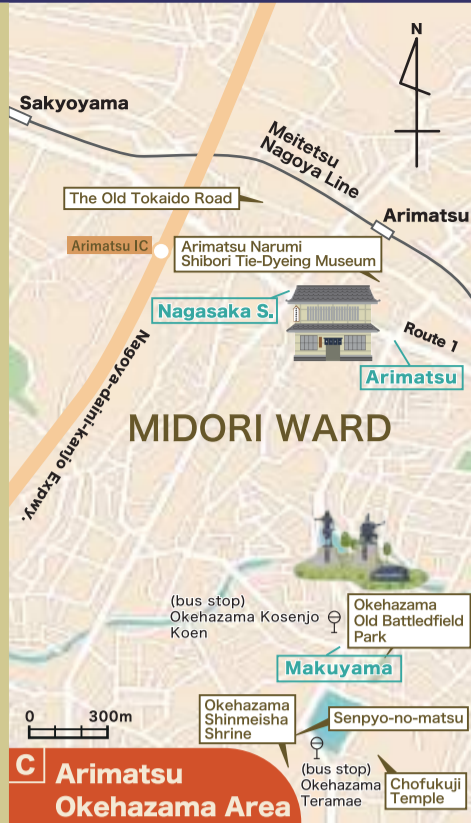 N
Sakyoyama
Meitetsu
Nagoya Line
The Old Tokaido Road
Arimatsu
Arimatsu IC
Arimatsu Narumi
Shibori Tie-Dyeing Museum
Nagasaka S.
Route 1
Arimatsu
Nagoya-daini-kanjo Expwy.
MIDORI WARD
(bus stop)
Okehazama Kosenjo
Koen
Okehazama
Old Battledfield
Park
Makuyama
0 300m
Okehazama
Shinmeisha
Shrine
Senpyo-no-matsu
(bus stop)
Okehazama
Teramae
Chofukuji
Temple
C Arimatsu
Okehazama Area